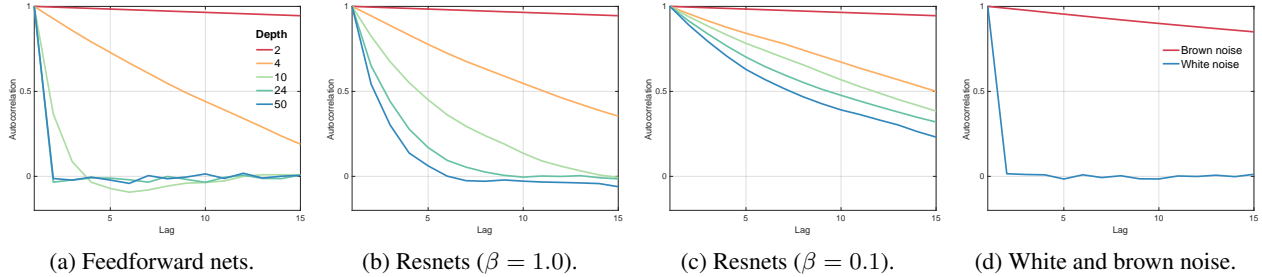 1
0.5
0
Autocorrelation
5
10
15
Lag
Depth
2
4
10
24
50
(a) Feedforward nets.
1
0.5
0
Autocorrelation
5
10
15
Lag
(b) Resnets (β = 1.0).
1
0.5
0
Autocorrelation
5
10
15
Lag
(c) Resnets (β = 0.1).
1
0.5
0
Autocorrelation
5
10
15
Lag
Brown noise
White noise
(d) White and brown noise.